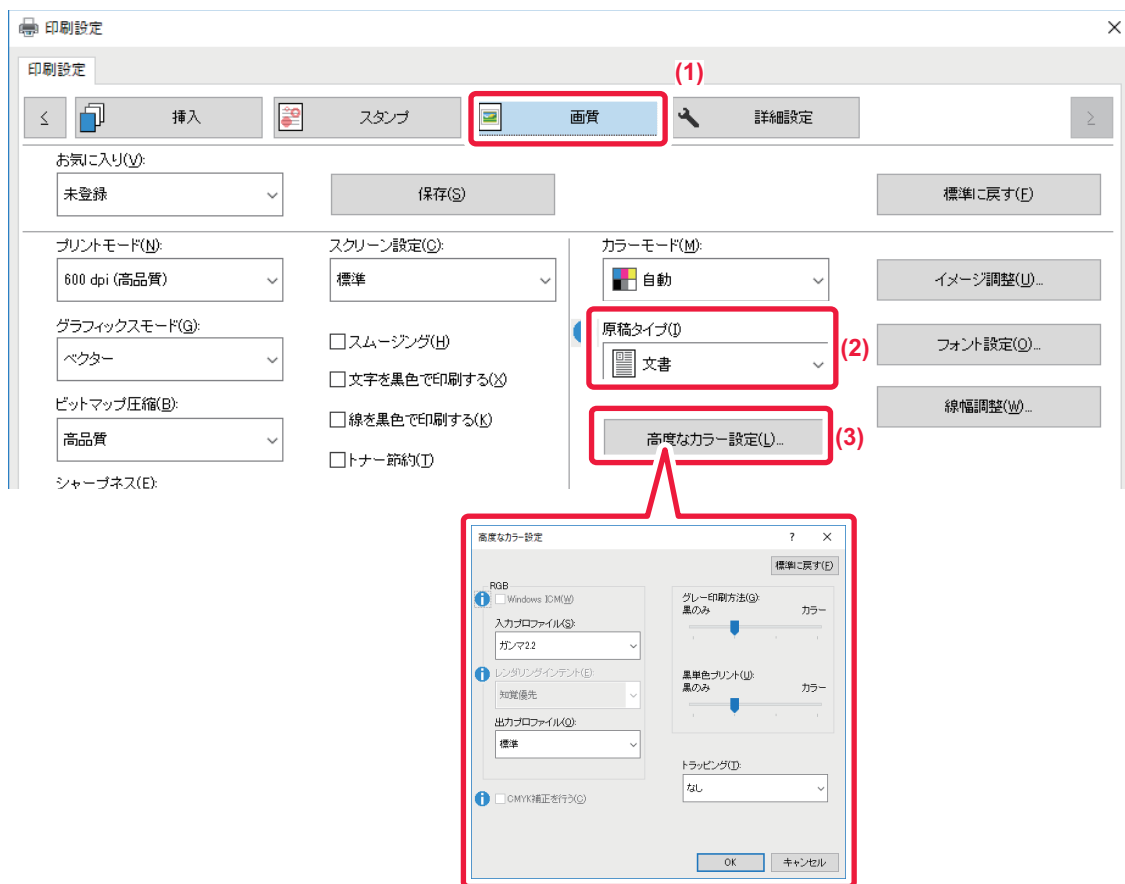 印刷設定
印刷設定
(1)
挿入
スタンプ
画質
詳細設定
お気に入り(V):
未登録
保存(S)
標準に戻す(F)
プリントモード(N):
600 dpi (高品質)
スクリーン設定(C):
標準
カラーモード(M):
自動
イメージ調整(U)...
グラフィックスモード(G):
ベクター
スムージング(H)
文字を黒色で印刷する(X)
原稿タイプ(I)
文書
(2)
フォント設定(O)...
ビットマップ圧縮(B):
高品質
線を黒色で印刷する(K)
トナー節約(T)
線幅調整(W)...
高度なカラー設定(L)...
(3)
シャープネス(E):
高度なカラー設定
標準に戻す(F)
RGB
Windows ICM(W)
入力プロファイル(S):
ガンマ2.2
レンダリングインテント(E):
知覚優先
出力プロファイル(O):
標準
CMYK補正を行う(C)
グレー印刷方法(G):
黒のみ カラー
黒単色プリント(U):
黒のみ カラー
トラッピング(T):
なし
OK
キャンセル